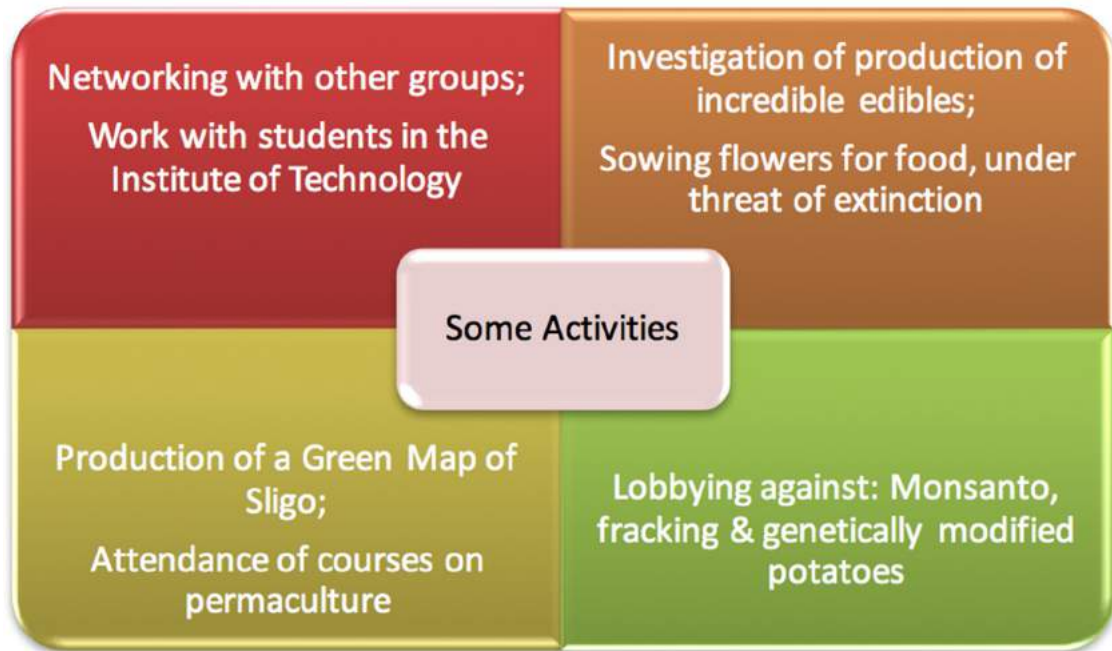 Networking with other groups;
Work with students in the
Institute of Technology
Investigation of production of
incredible edibles;
Sowing flowers for food, under
threat of extinction
Some Activities
Production of a Green Map of
Sligo;
Attendance of courses on
permaculture
Lobbying against: Monsanto,
fracking & genetically modified
potatoes